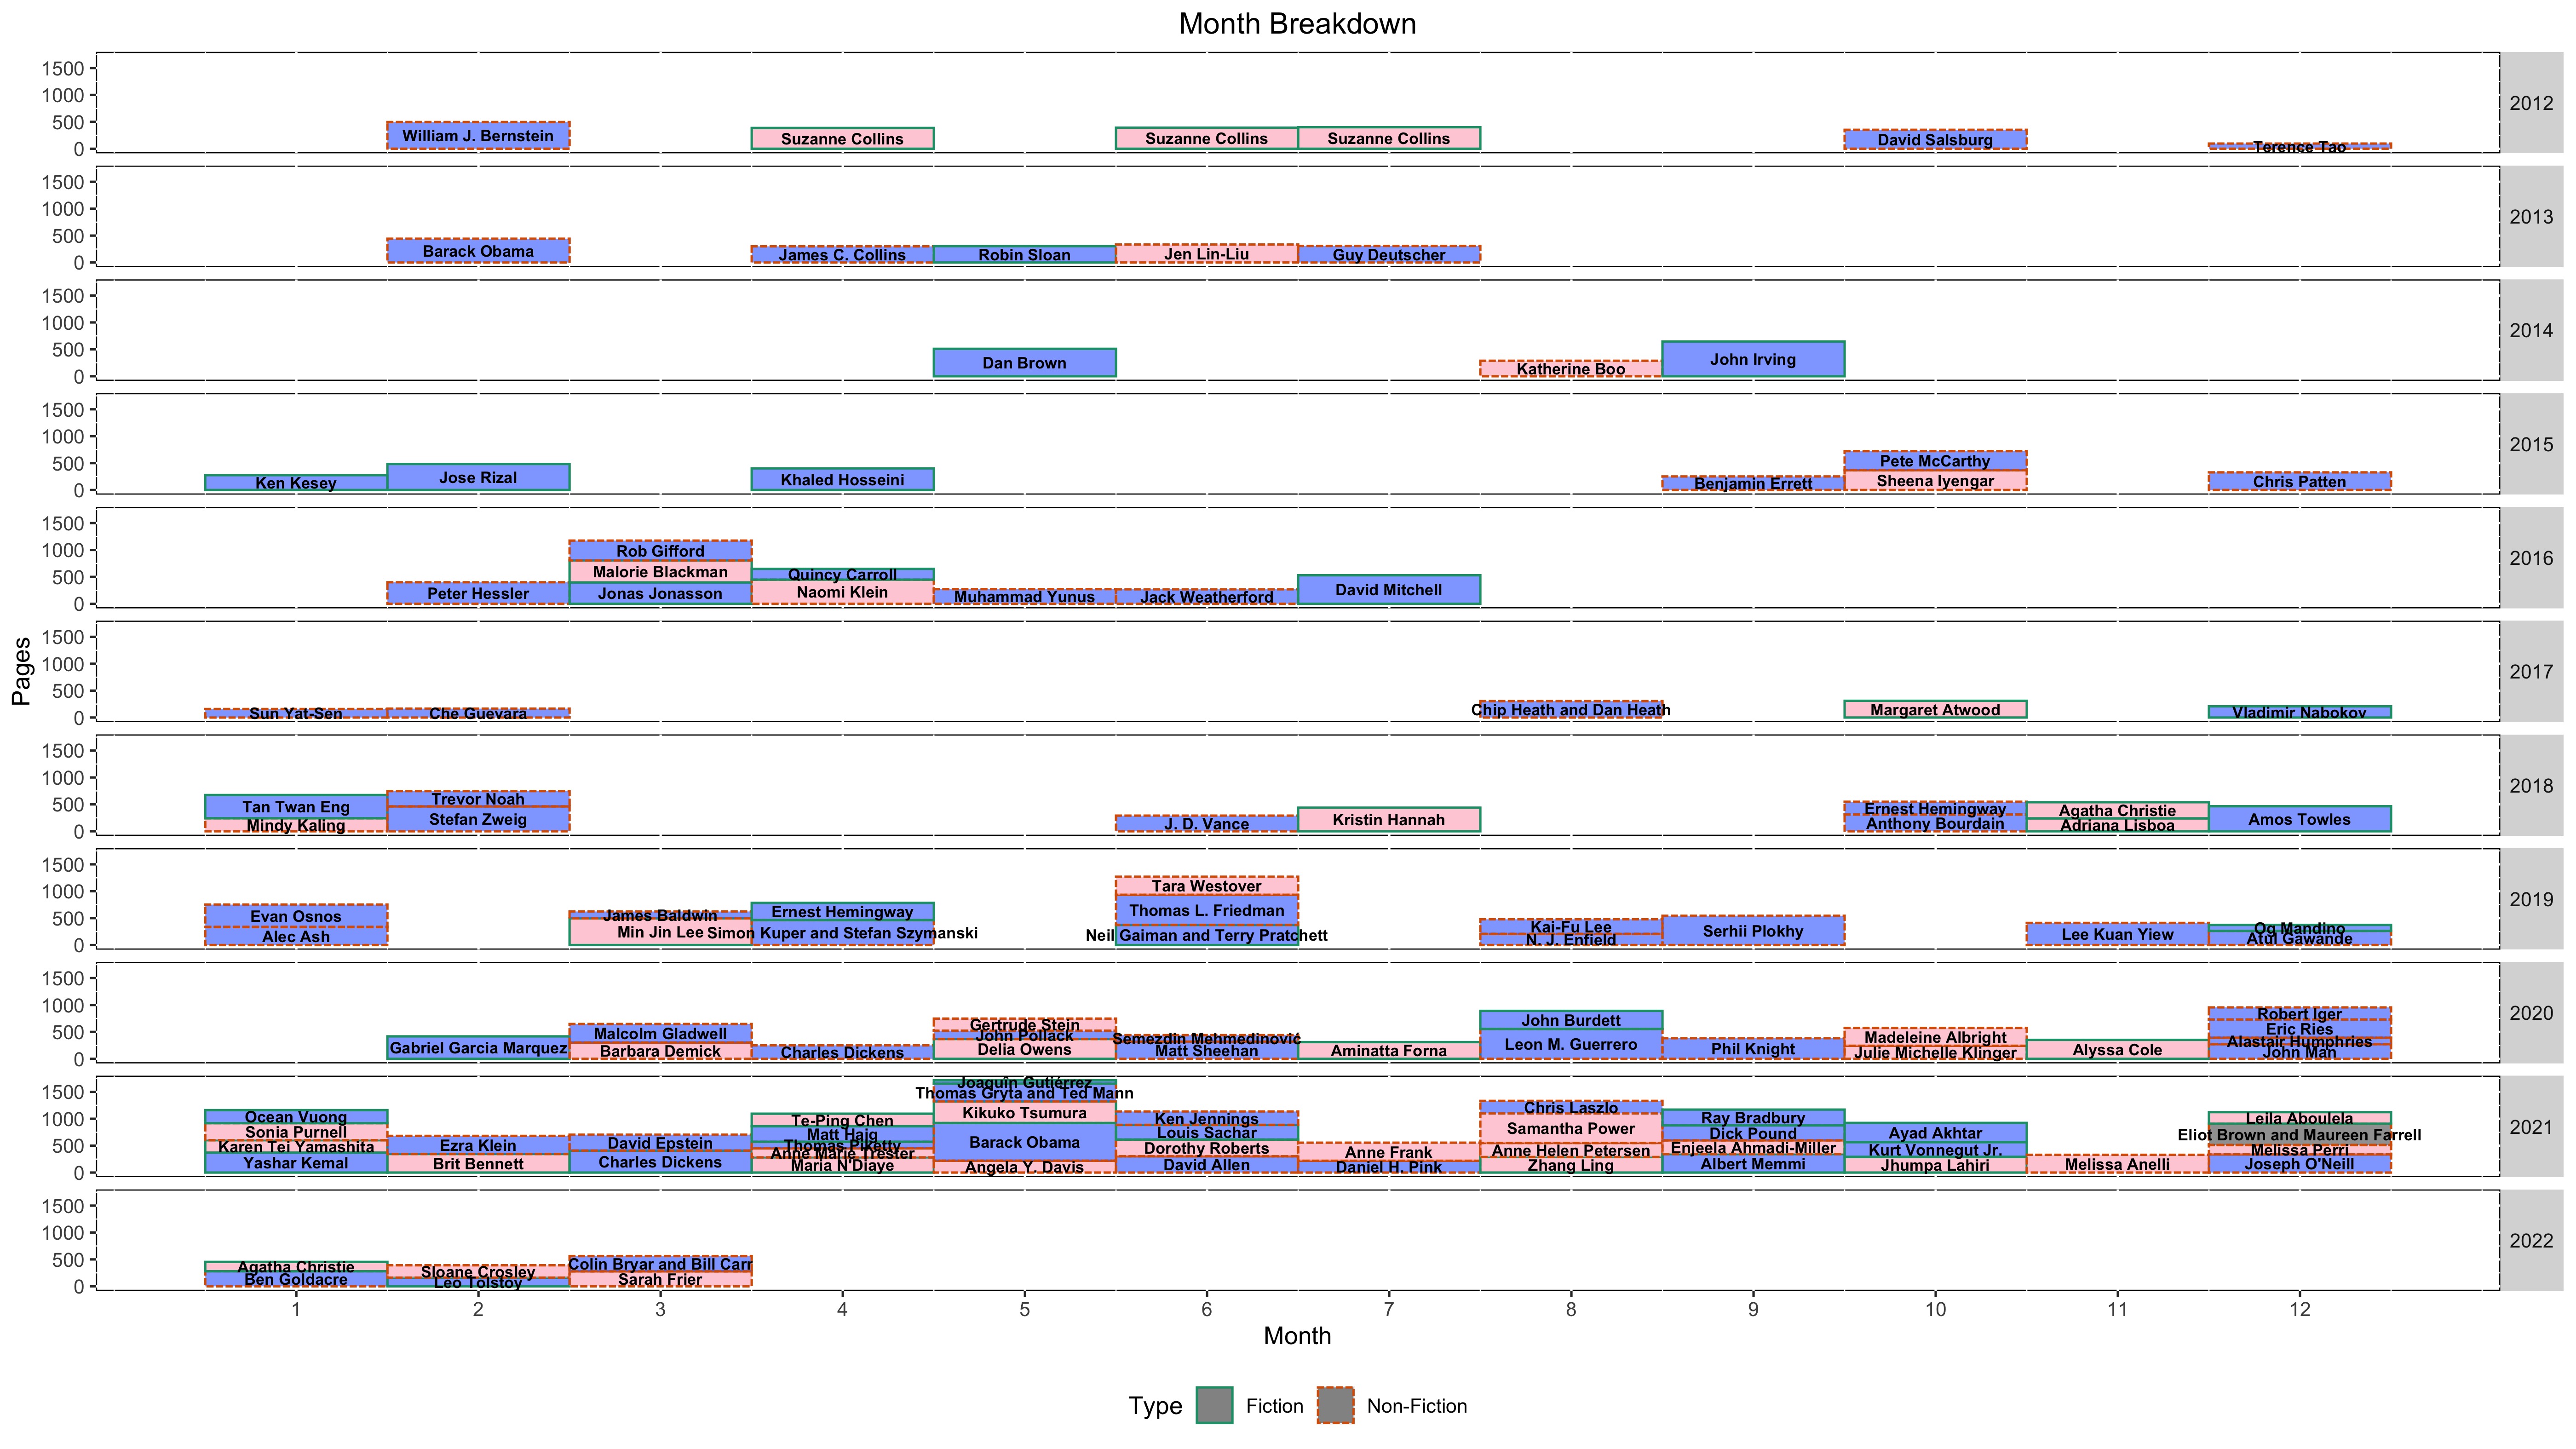 Month Breakdown
1500
1000
500
0
William J. Bernstein
Suzanne Collins
Suzanne Collins
Suzanne Collins
David Salsburg
Terence Tao
2012
1500
1000
500
0
Barack Obama
James C. Collins
Robin Sloan
Jen Lin-Liu
Guy Deutscher
2013
1500
1000
500
0
Dan Brown
Katherine Boo
John Irving
2014
1500
1000
500
0
Ken Kesey
Jose Rizal
Khaled Hosseini
Benjamin Errett
Pete McCarthy
Sheena Iyengar
Chris Patten
2015
1500
1000
500
0
Peter Hessler
Rob Gifford
Malorie Blackman
Jonas Jonasson
Quincy Carroll
Naomi Klein
Muhammad Yunus
Jack Weatherford
David Mitchell
2016
Pages
1500
1000
500
0
Sun Yat-Sen
Che Guevara
Chip Heath and Dan Heath
Margaret Atwood
Vladimir Nabokov
2017
1500
1000
500
0
Tan Twan Eng
Mindy Kaling
Trevor Noah
Stefan Zweig
J. D. Vance
Kristin Hannah
Ernest Hemingway
Anthony Bourdain
Agatha Christie
Adriana Lisboa
Amos Towles
2018
1500
1000
500
0
Evan Osnos
Alec Ash
James Baldwin
Min Jin Lee
Ernest Hemingway
Simon Kuper and Stefan Szymanski
Tara Westover
Thomas L. Friedman
Neil Gaiman and Terry Pratchett
Kai-Fu Lee
N. J. Enfield
Serhii Plokhy
Lee Kuan Yiew
Og Mandino
Atul Gawande
2019
1500
1000
500
0
Gabriel Garcia Marquez
Malcolm Gladwell
Barbara Demick
Charles Dickens
Gertrude Stein
John Pollack
Delia Owens
Semezdin Mehmedinović
Matt Sheehan
Aminatta Forna
John Burdett
Leon M. Guerrero
Phil Knight
Madeleine Albright
Julie Michelle Klinger
Alyssa Cole
Robert Iger
Eric Ries
Alastair Humphries
John Man
2020
1500
1000
500
0
Ocean Vuong
Sonia Purnell
Karen Tei Yamashita
Yashar Kemal
Ezra Klein
Brit Bennett
David Epstein
Charles Dickens
Te-Ping Chen
Matt Haig
Thomas Piketty
Anne Marie Trester
Maria N'Diaye
Joaquín Gutiérrez
Thomas Gryta and Ted Mann
Kikuko Tsumura
Barack Obama
Angela Y. Davis
Ken Jennings
Louis Sachar
Dorothy Roberts
David Allen
Anne Frank
Daniel H. Pink
Chris Laszlo
Samantha Power
Anne Helen Petersen
Zhang Ling
Ray Bradbury
Dick Pound
Enjeela Ahmadi-Miller
Albert Memmi
Ayad Akhtar
Kurt Vonnegut Jr.
Jhumpa Lahiri
Melissa Anelli
Leila Aboulela
Eliot Brown and Maureen Farrell
Melissa Perri
Joseph O'Neill
2021
1500
1000
500
0
Agatha Christie
Ben Goldacre
Sloane Crosley
Leo Tolstoy
Colin Bryar and Bill Carr
Sarah Frier
2022
1 2 3 4 5 6 7 8 9 10 11 12
Month
Type Fiction Non-Fiction